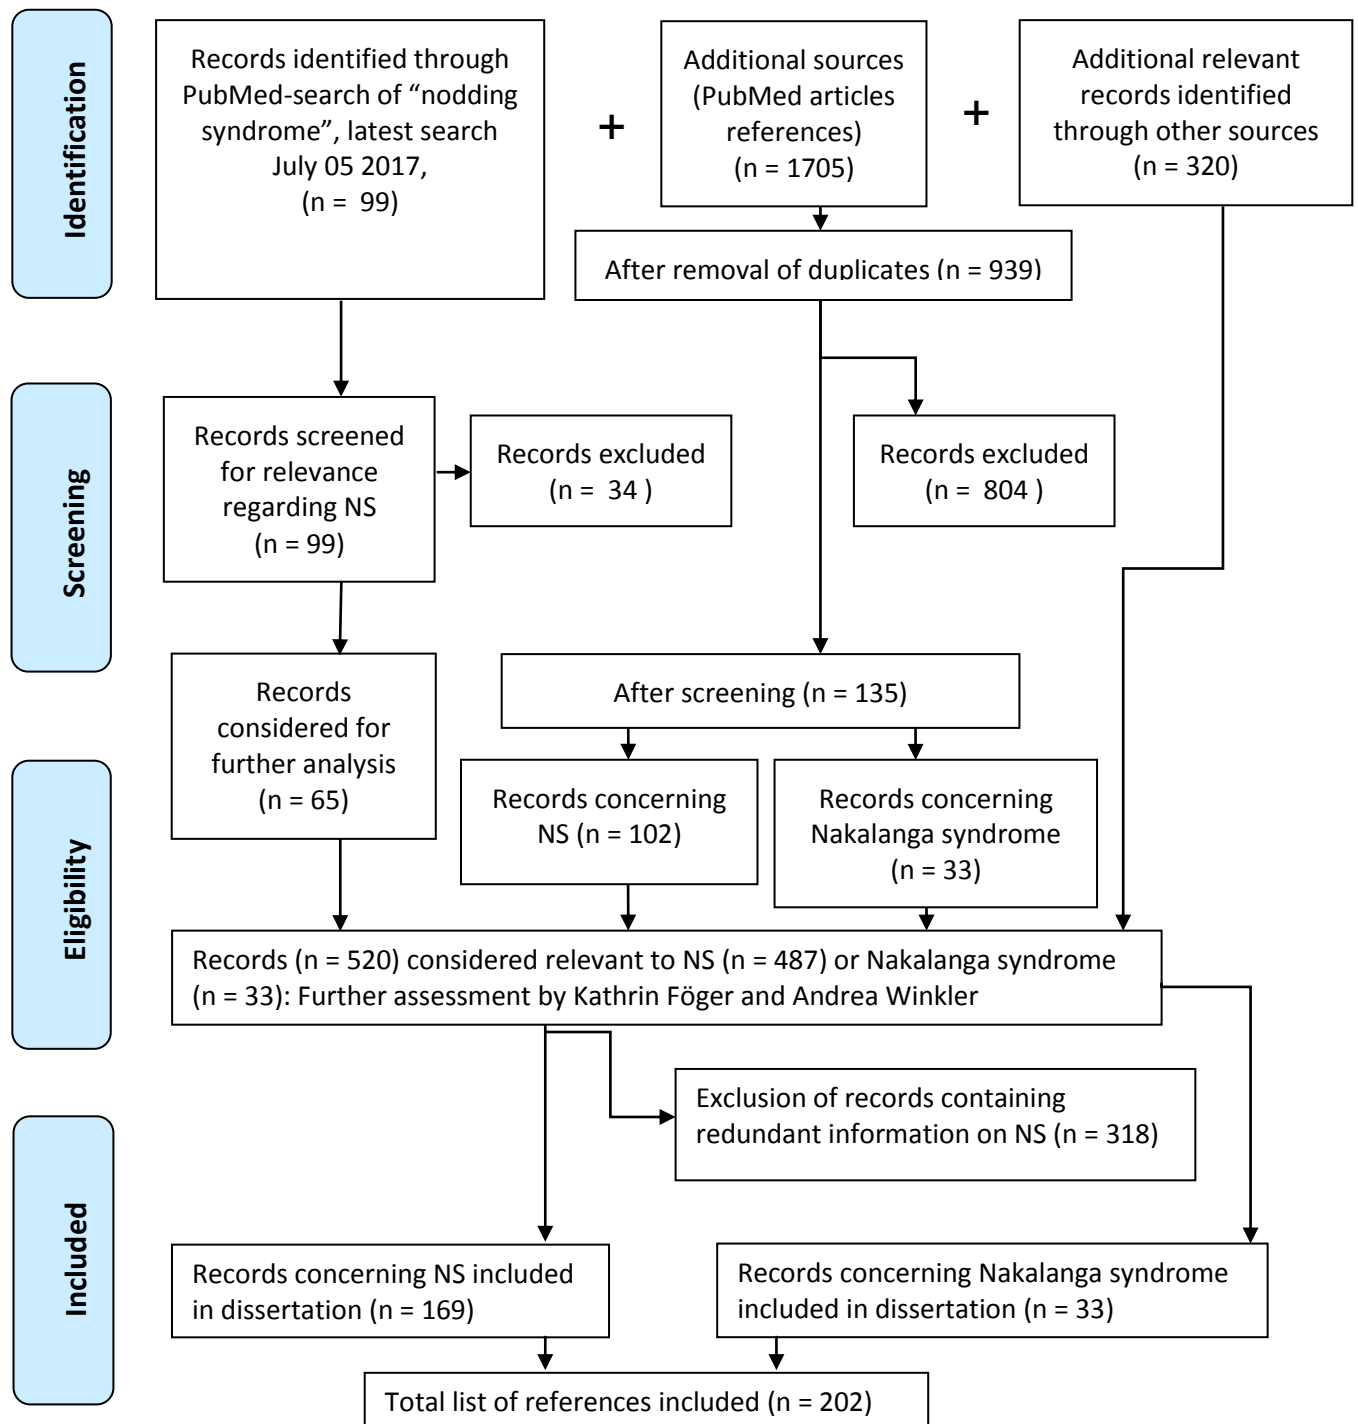 Identification
Records identified through
PubMed-search of “nodding
syndrome”, latest search
July 05 2017,
(n =  99)
+
Additional sources
(PubMed articles
references)
(n = 1705)
+
Additional relevant
records identified
through other sources
(n = 320)
After removal of duplicates (n = 939)
Screening
Records screened
for relevance
regarding NS
(n = 99)
Records excluded
(n =  34 )
Records excluded
(n =  804 )
Records
considered for
further analysis
(n = 65)
After screening (n = 135)
Eligibility
Records concerning
NS (n = 102)
Records concerning
Nakalanga syndrome
(n = 33)
Records (n = 520) considered relevant to NS (n = 487) or Nakalanga syndrome
(n = 33): Further assessment by Kathrin Föger and Andrea Winkler
Exclusion of records containing
redundant information on NS (n = 318)
Included
Records concerning NS included
in dissertation (n = 169)
Records concerning Nakalanga syndrome
included in dissertation (n = 33)
Total list of references included (n = 202)